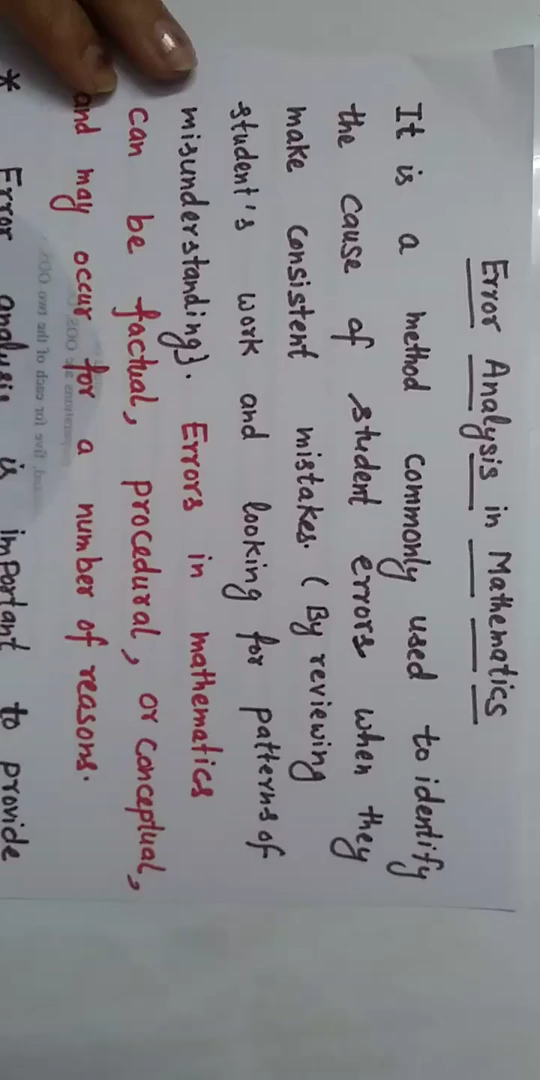 Error Analysis in Mathematics
It is a method commonly used to identify
the cause of student errors when they
make consistent mistakes. (By reviewing
student's work and looking for patterns of
misunderstanding). Errors in mathematics
can be factual, procedural, or conceptual,
and may occur for a number of reasons.
* Error analysis is important to provide